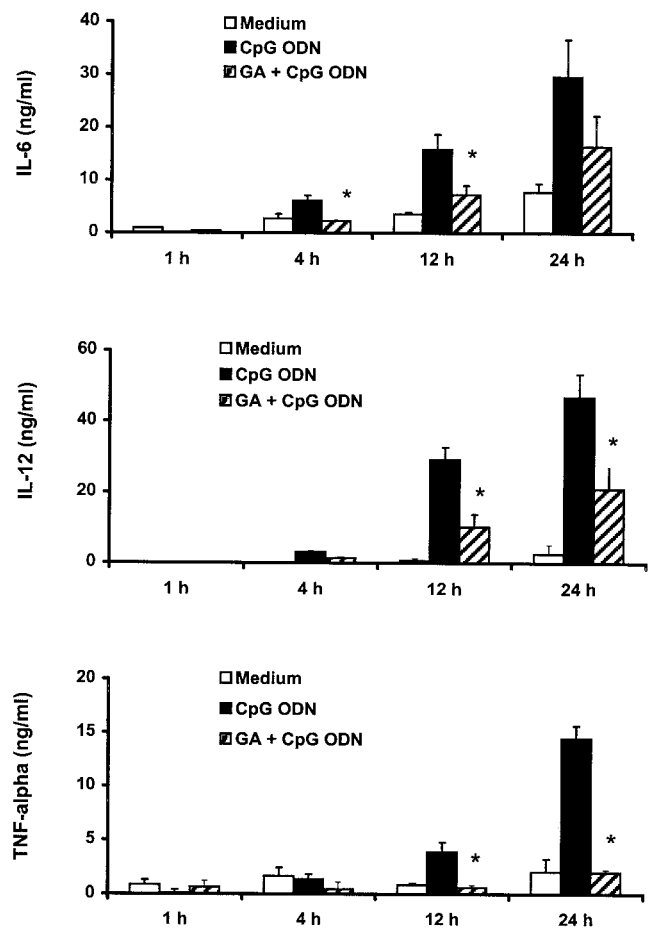 40
30
20
10
0
IL-6 (ng/ml)
Medium
CpG ODN
GA + CpG ODN
*
*
1 h
4 h
12 h
24 h
60
40
20
0
IL-12 (ng/ml)
Medium
CpG ODN
GA + CpG ODN
*
*
1 h
4 h
12 h
24 h
20
15
10
5
0
TNF-alpha (ng/ml)
Medium
CpG ODN
GA + CpG ODN
*
*
1 h
4 h
12 h
24 h